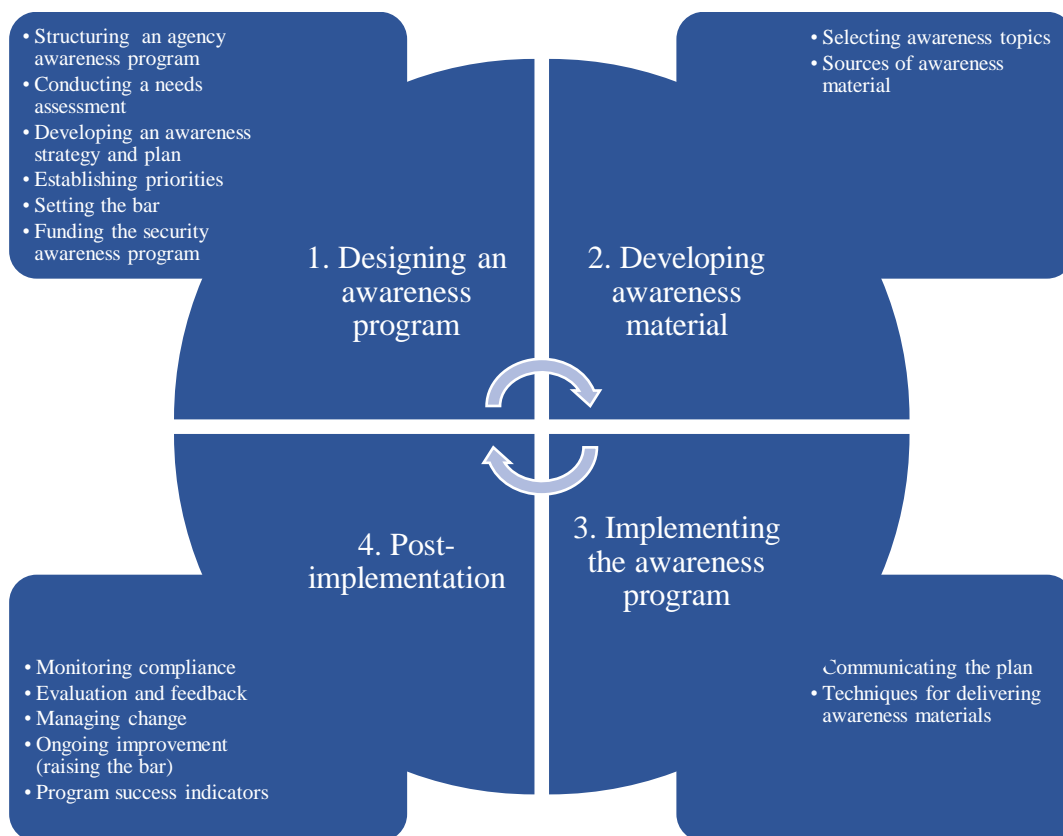 • Structuring an agency
awareness program
• Conducting a needs
assessment
• Developing an awareness
strategy and plan
• Establishing priorities
• Setting the bar
• Funding the security
awareness program
1. Designing an
awareness
program
• Selecting awareness topics
• Sources of awareness
material
2. Developing
awareness
material
3. Implementing
the awareness
program
Communicating the plan
• Techniques for delivering
awareness materials
4. Post-
implementation
• Monitoring compliance
• Evaluation and feedback
• Managing change
• Ongoing improvement
(raising the bar)
• Program success indicators